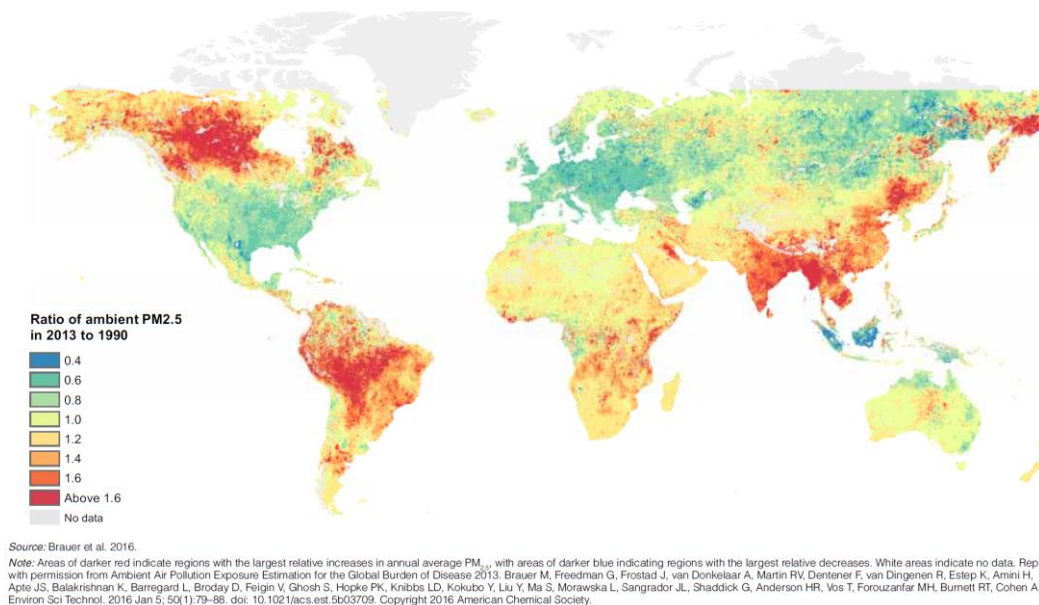 Ratio of ambient PM2.5
in 2013 to 1990
0.4
0.6
0.8
1.0
1.2
1.4
1.6
Above 1.6
No data
Source: Brauer et al. 2016.
Note: Areas of darker red indicate regions with the largest relative increases in annual average PM2.5, with areas of darker blue indicating regions with the largest relative decreases. White areas indicate no data. Rep
with permission from Ambient Air Pollution Exposure Estimation for the Global Burden of Disease 2013. Brauer M, Freedman G, Frostad J, van Donkelaar A, Martin RV, Dentener F, van Dingenen R, Estep K, Amini H,
Apte JS, Balakrishnan K, Barregard L, Broday D, Feigin V, Ghosh S, Hopke PK, Knibbs LD, Kokubo Y, Liu Y, Ma S, Morawska L, Sangrador JL, Shaddick G, Anderson HR, Vos T, Forouzanfar MH, Burnett RT, Cohen A
Environ Sci Technol. 2016 Jan 5; 50(1):79–88. doi: 10.1021/acs.est.5b03709. Copyright 2016 American Chemical Society.